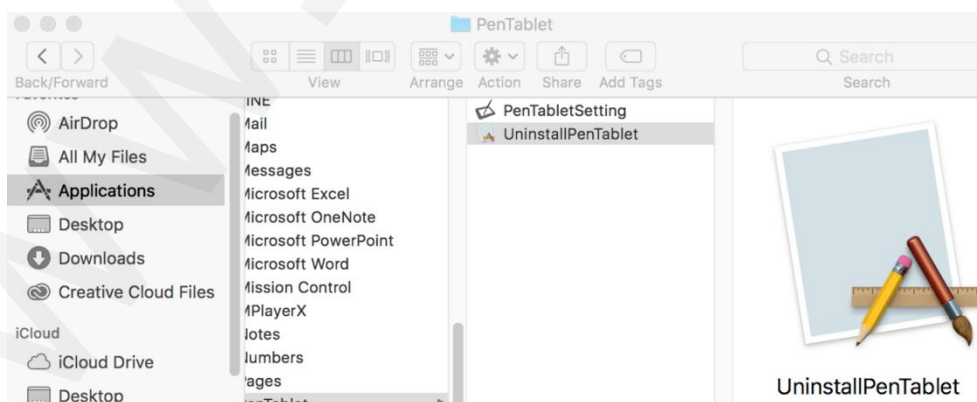 PenTablet
Search
Back/Forward
View
Arrange
Action
Share
Add Tags
Search
AirDrop
All My Files
Applications
Desktop
Downloads
Creative Cloud Files
iCloud
iCloud Drive
Desktop
Mail
Maps
Messages
Microsoft Excel
Microsoft OneNote
Microsoft PowerPoint
Microsoft Word
Mission Control
MPlayerX
Notes
Numbers
Pages
PenTablet
PenTabletSetting
UninstallPenTablet
UninstallPenTablet